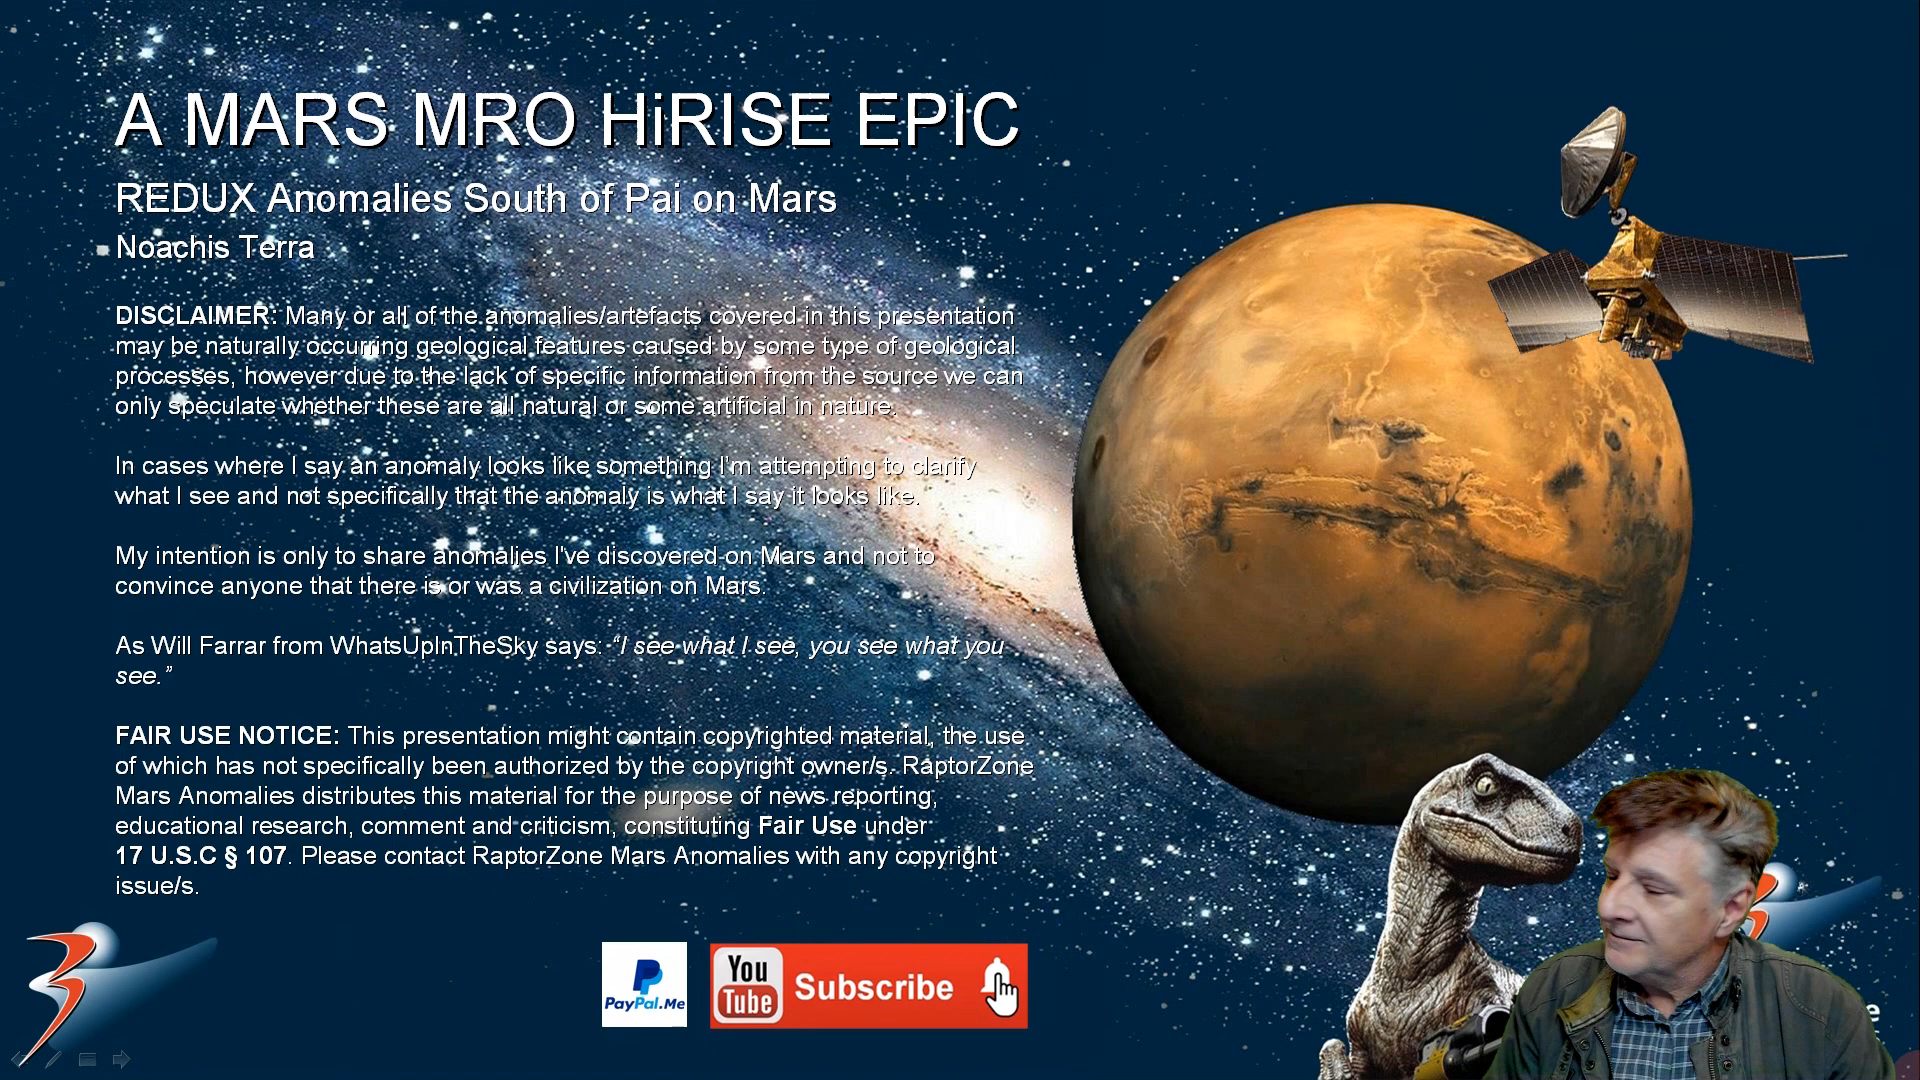 A MARS MRO HiRISE EPIC
REDUX Anomalies South of Pai on Mars
Noachis Terra
DISCLAIMER: Many or all of the anomalies/artefacts covered in this presentation
may be naturally occurring geological features caused by some type of geological
processes, however due to the lack of specific information from the source we can
only speculate whether these are all natural or some artificial in nature.
In cases where I say an anomaly looks like something I'm attempting to clarify
what I see and not specifically that the anomaly is what I say it looks like.
My intention is only to share anomalies I've discovered on Mars and not to
convince anyone that there is or was a civilization on Mars.
As Will Farrar from WhatsUpInTheSky says: “I see what I see, you see what you
see.”
FAIR USE NOTICE: This presentation might contain copyrighted material, the use
of which has not specifically been authorized by the copyright owner/s. RaptorZone
Mars Anomalies distributes this material for the purpose of news reporting,
educational research, comment and criticism, constituting Fair Use under
17 U.S.C § 107. Please contact RaptorZone Mars Anomalies with any copyright
issue/s.
PayPal.Me
You
Tube
Subscribe